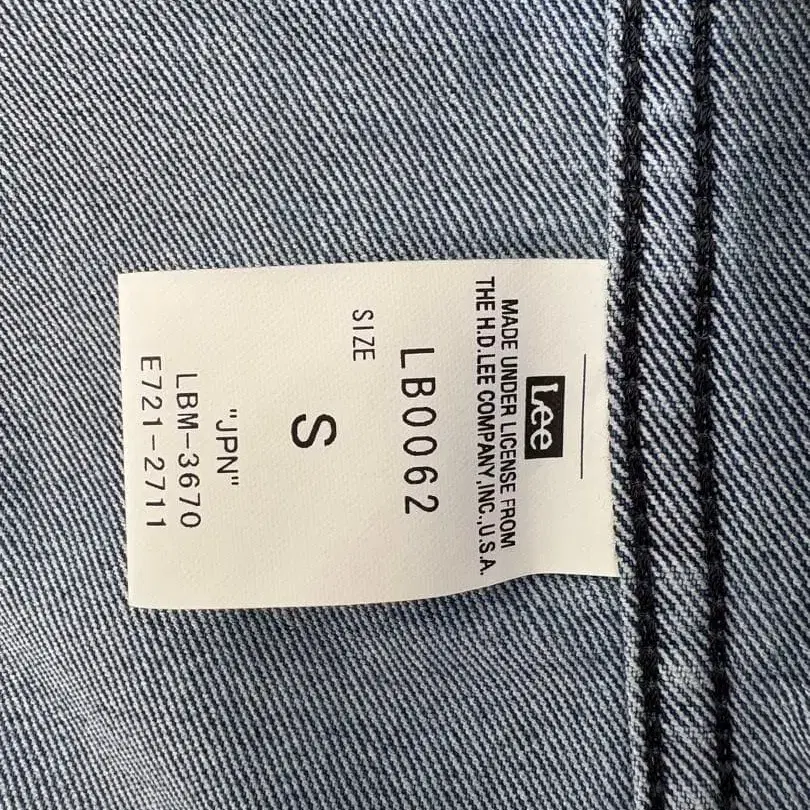 Lee
MADE UNDER LICENSE FROM
THE H.D.LEE COMPANY,INC.,U.S.A.
LB0062
SIZE
S
"JPN"
LBM-3670
E721-2711